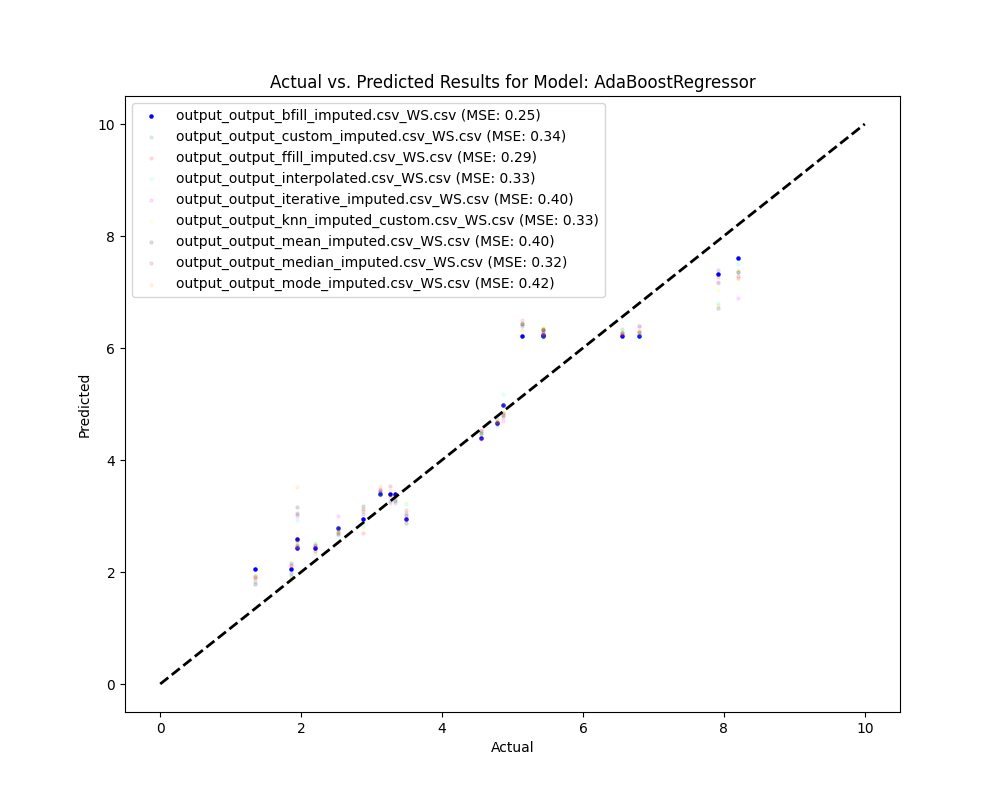 Actual vs. Predicted Results for Model: AdaBoostRegressor
output_output_bfill_imputed.csv_WS.csv (MSE: 0.25)
output_output_custom_imputed.csv_WS.csv (MSE: 0.34)
output_output_ffill_imputed.csv_WS.csv (MSE: 0.29)
output_output_interpolated.csv_WS.csv (MSE: 0.33)
output_output_iterative_imputed.csv_WS.csv (MSE: 0.40)
output_output_knn_imputed_custom.csv_WS.csv (MSE: 0.33)
output_output_mean_imputed.csv_WS.csv (MSE: 0.40)
output_output_median_imputed.csv_WS.csv (MSE: 0.32)
output_output_mode_imputed.csv_WS.csv (MSE: 0.42)
10
8
6
4
2
0
Predicted
0 2 4 6 8 10
Actual